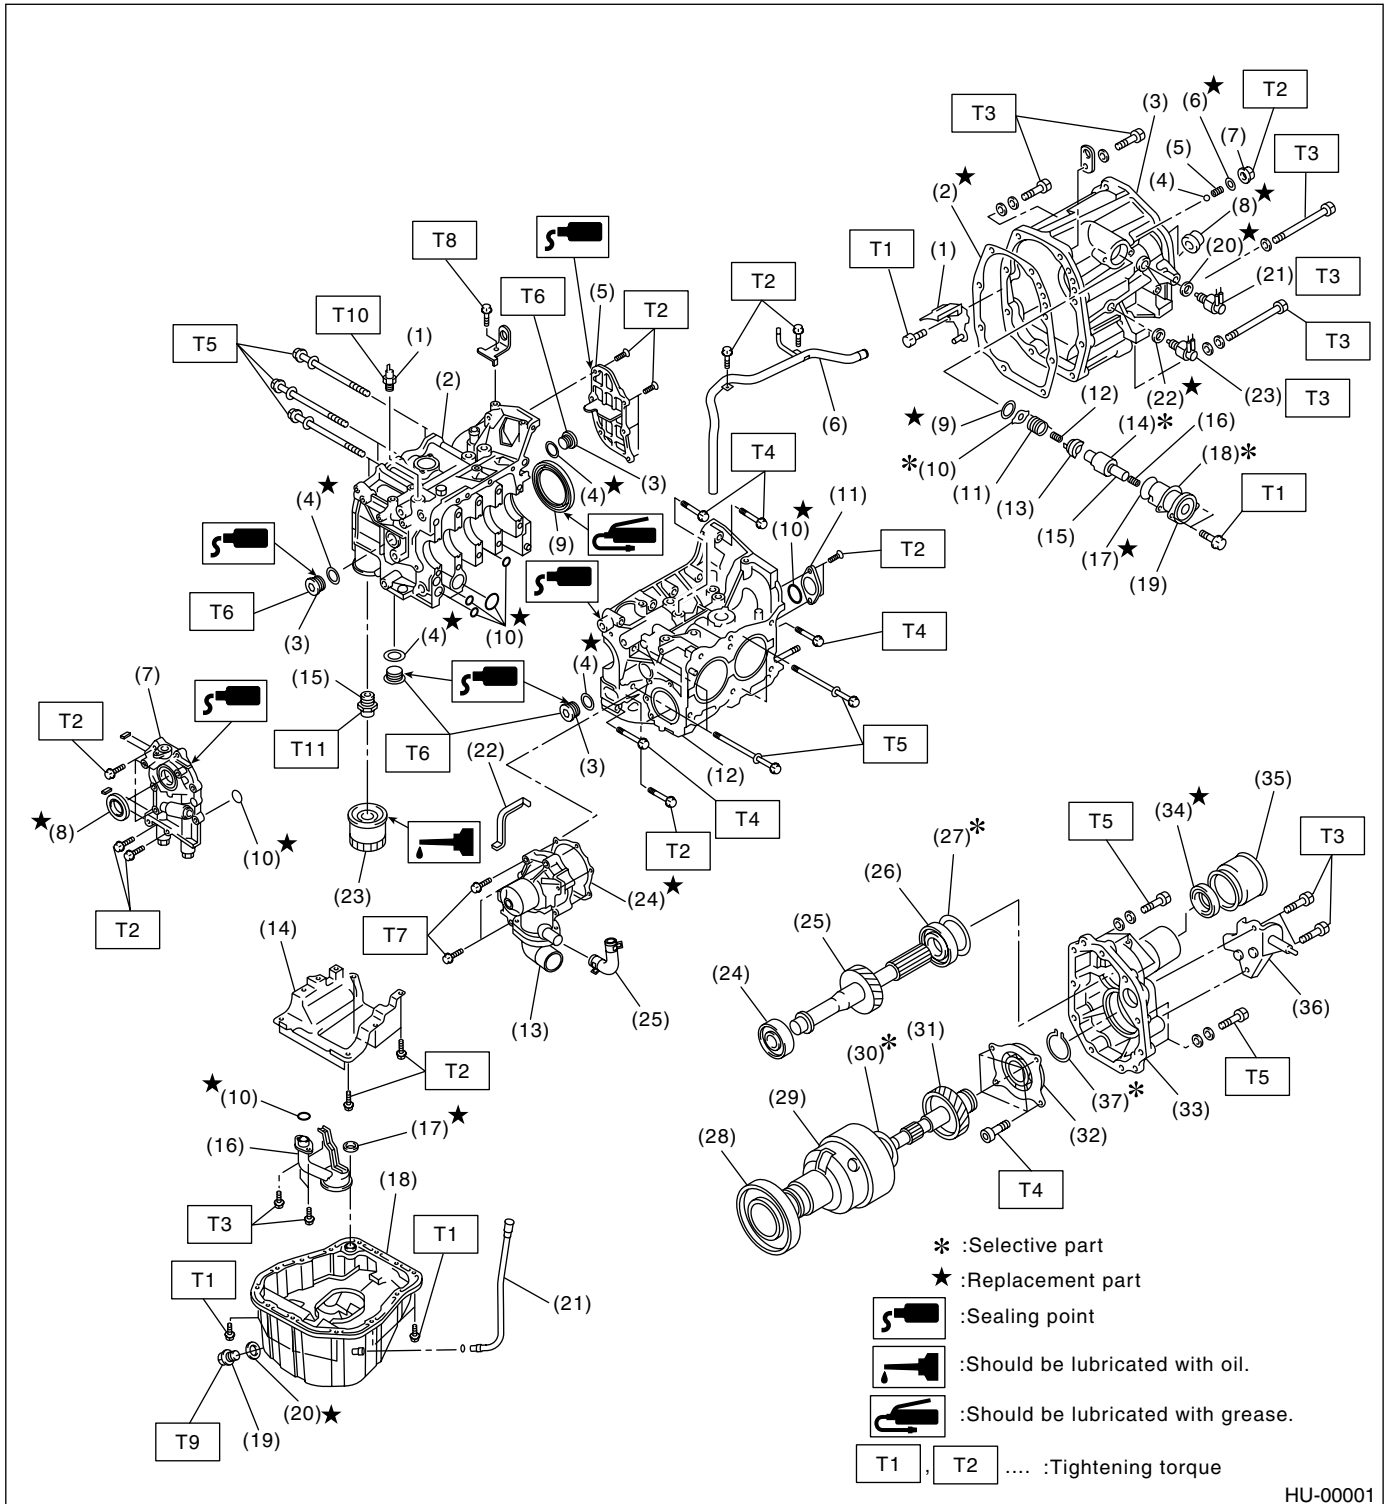 T3
(6)★
T2
(3)
(7)
T3
(5)
(4)
(2)★
(8)★
T8
(20)★
T1
(1)
(21)
T3
T2
T6
(5)
T2
T10
(1)
T3
T5
(2)
(6)
(22)★
(23)
T3
(12)
★(9)
(14)*
(16)
*(10)
(18)*
T4
(11)
(13)
T1
(15)
(17)★
(19)
(3)
(4)★
(4)★
(9)
(10)★
(11)
T2
T6
(3)
(4)★
(10)★
T4
(4)★
(7)
(15)
T2
T11
T6
(22)
(3)
(12)
T5
(35)
(34)★
T5
T4
T3
T2
★(8)
(10)★
(27)*
(23)
(26)
(24)★
T2
(14)
T7
(25)
(24)
(36)
(13)
(25)
(31)
(30)*
T2
T5
(37)*
(33)
★(10)
(29)
(32)
(17)★
(16)
(28)
T4
(18)
T3
T1
* :Selective part
T1
★ :Replacement part
(21)
:Sealing point
:Should be lubricated with oil.
(20)★
:Should be lubricated with grease.
T9
(19)
T1 , T2 .... :Tightening torque
HU-00001